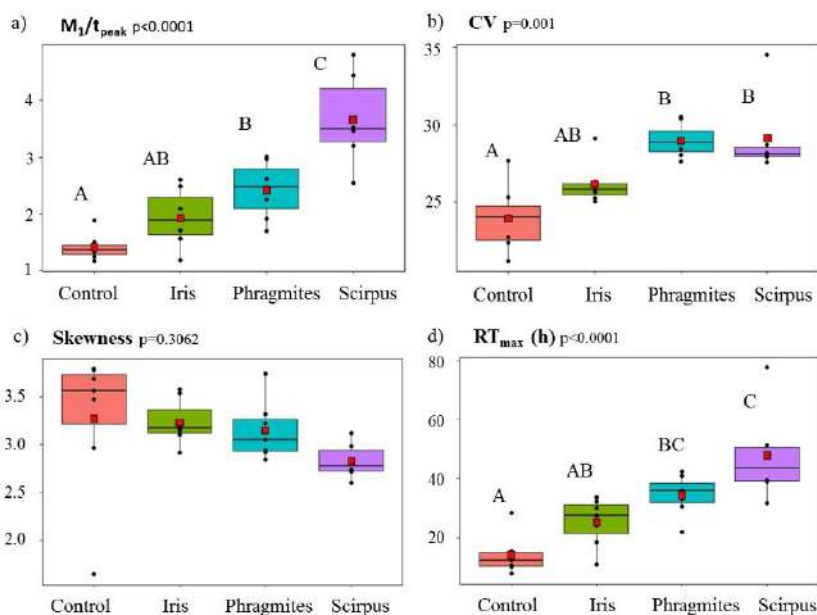 a) M₁/tₚₑₐₖ p<0.0001
C
4
B
3
AB
A
2
1
Control Iris Phragmites Scirpus
b) CV p=0.001
35
B B
30
AB
A
25
Control Iris Phragmites Scirpus
c) Skewness p=0.3062
3.5
3.0
2.5
2.0
Control Iris Phragmites Scirpus
d) RTₘₐₓ (h) p<0.0001
80
C
60
BC
AB
40
A
20
Control Iris Phragmites Scirpus